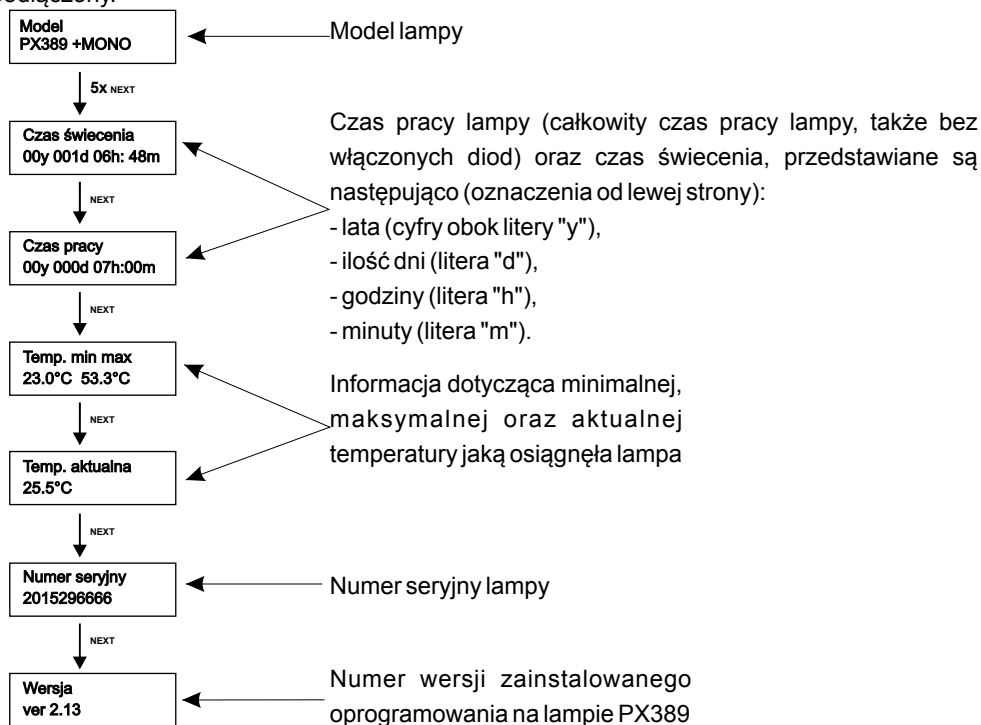 podłączony.
Model
PX389 +MONO
Model lampy
5x NEXT
Czas świecenia
00y 001d 06h: 48m
Czas pracy lampy (całkowity czas pracy lampy, także bez
włączonych diod) oraz czas świecenia, przedstawiane są
następująco (oznaczenia od lewej strony):
- lata (cyfry obok litery "y"),
- ilość dni (litera "d"),
- godziny (litera "h"),
- minuty (litera "m").
NEXT
Czas pracy
00y 000d 07h:00m
NEXT
Temp. min max
23.0°C 53.3°C
Informacja dotycząca minimalnej,
maksymalnej oraz aktualnej
temperatury jaką osiągnęła lampa
NEXT
Temp. aktualna
25.5°C
NEXT
Numer seryjny
2015296666
Numer seryjny lampy
NEXT
Wersja
ver 2.13
Numer wersji zainstalowanego
oprogramowania na lampie PX389